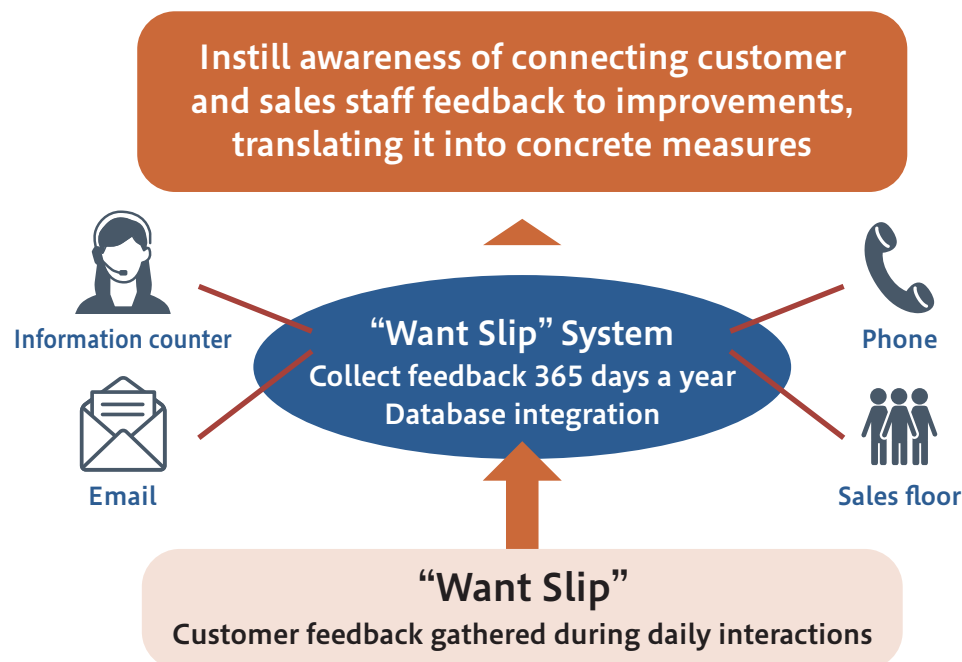 Instill awareness of connecting customer
and sales staff feedback to improvements,
translating it into concrete measures
Information counter
Phone
“Want Slip” System
Collect feedback 365 days a year
Database integration
Email
Sales floor
“Want Slip”
Customer feedback gathered during daily interactions